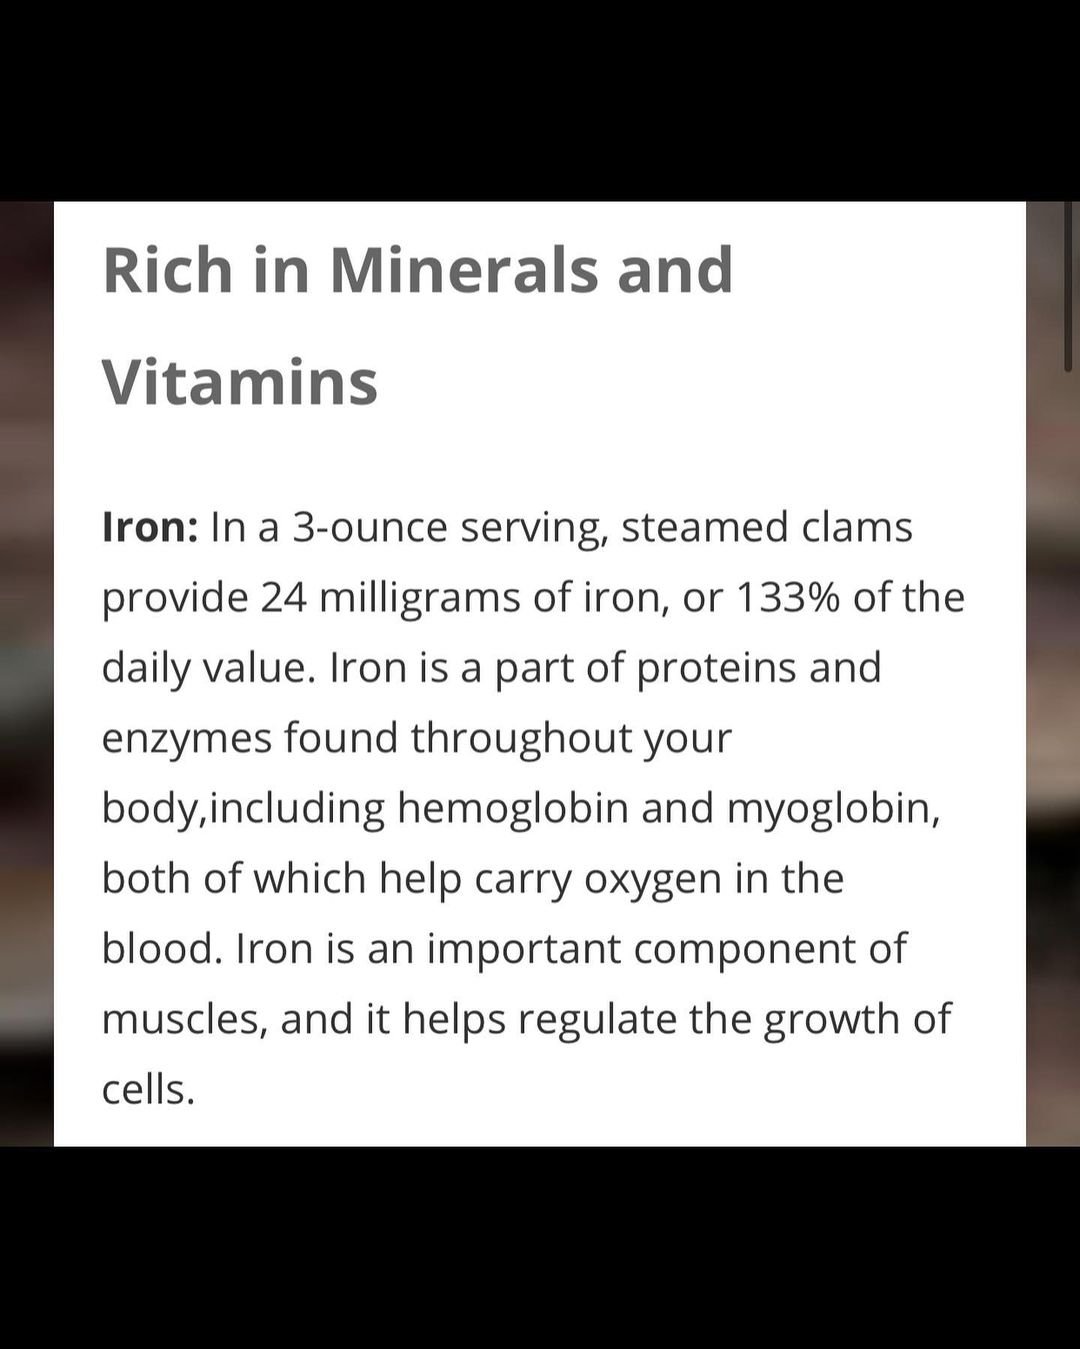 Rich in Minerals and
Vitamins
Iron: In a 3-ounce serving, steamed clams
provide 24 milligrams of iron, or 133% of the
daily value. Iron is a part of proteins and
enzymes found throughout your
body,including hemoglobin and myoglobin,
both of which help carry oxygen in the
blood. Iron is an important component of
muscles, and it helps regulate the growth of
cells.